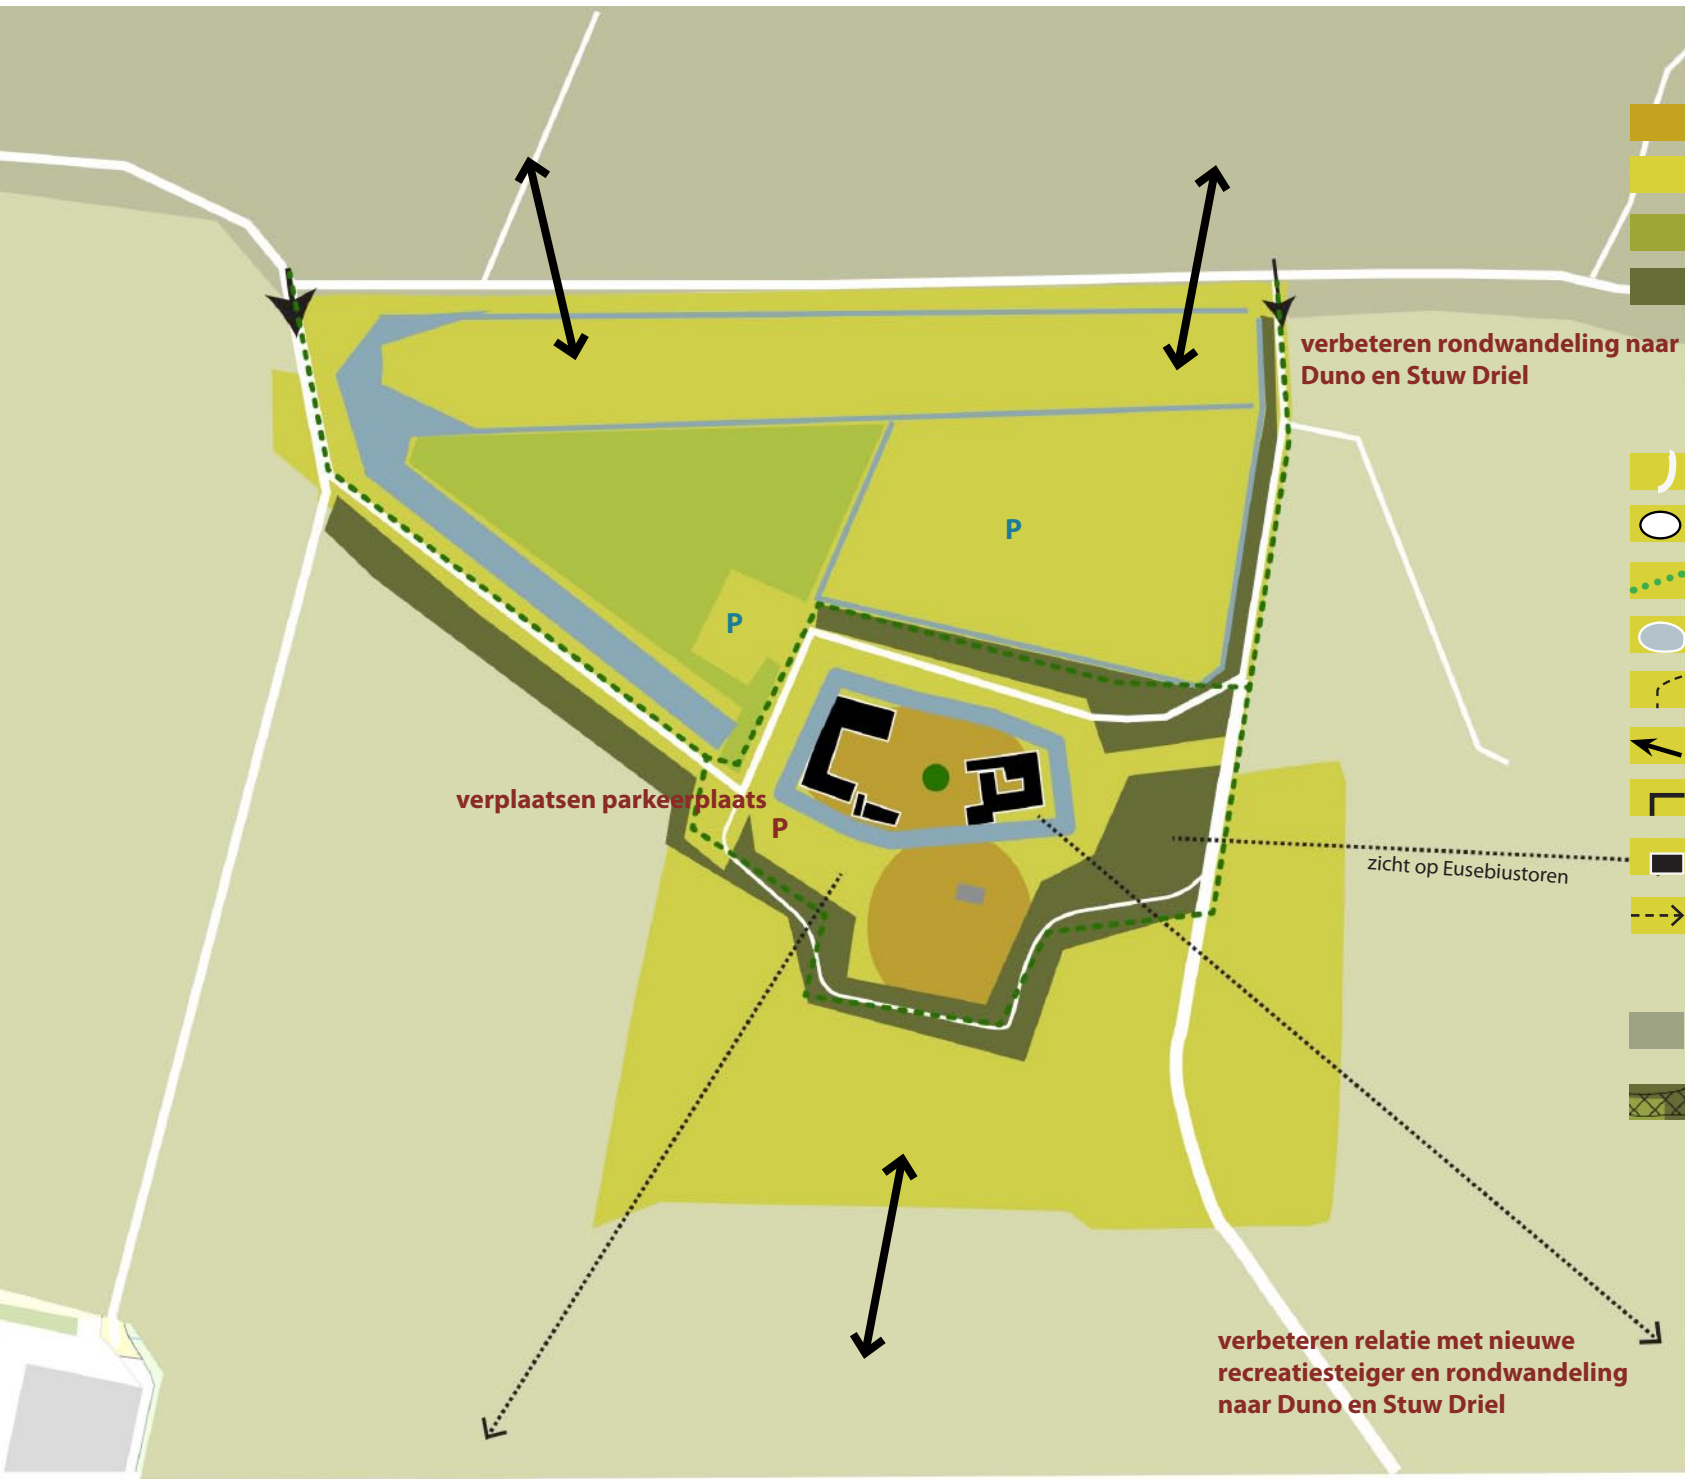 verbeteren rondwandeling naar
Duno en Stuw Driel
P
P
verplaatsen parkeerplaats
P
zicht op Eusebiustoren
verbeteren relatie met nieuwe
recreatiesteiger en rondwandeling
naar Duno en Stuw Driel